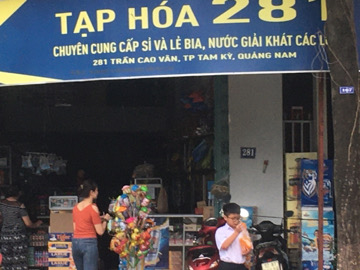 TẠP HÓA 281
CHUYÊN CUNG CẤP SỈ VÀ LẺ BIA, NƯỚC GIẢI KHÁT CÁC
281 TRẦN CAO VÂN, TP TAM KỲ, QUẢNG NAM
281